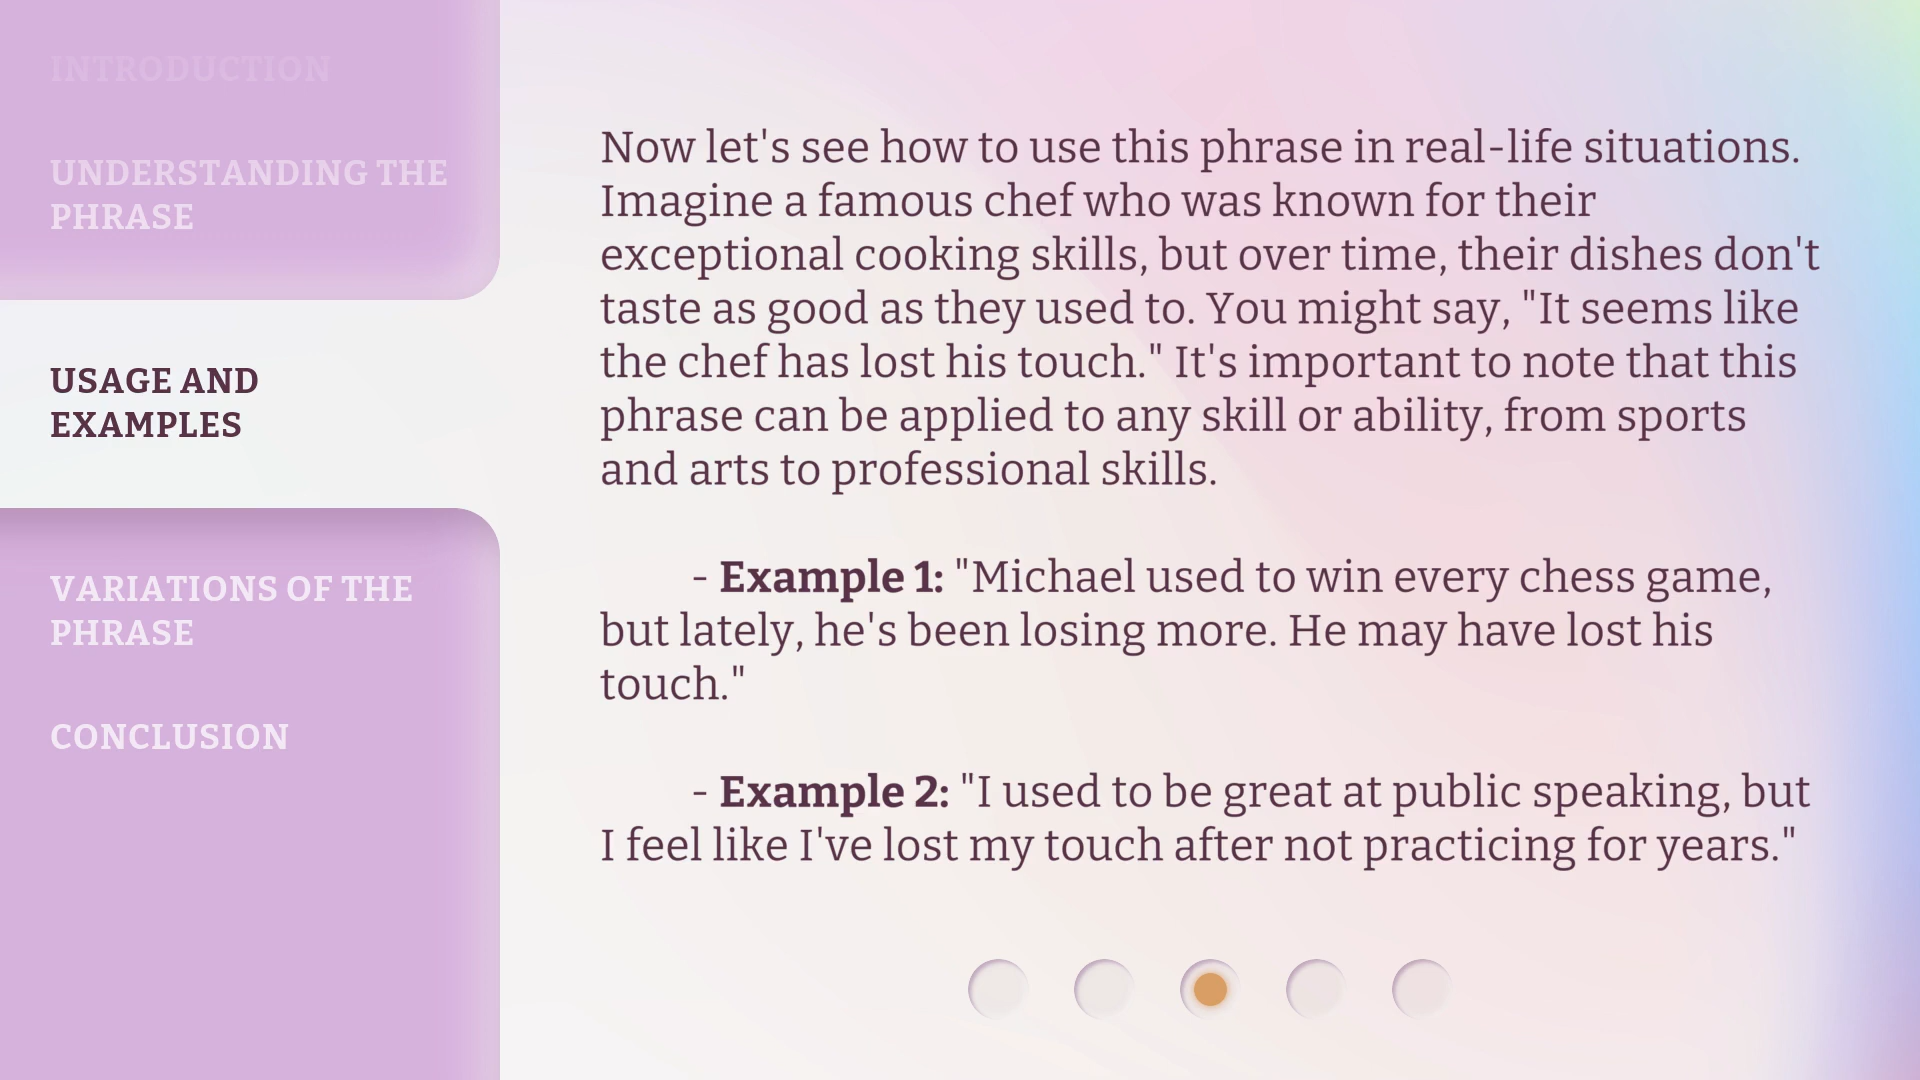 INTRODUCTION
UNDERSTANDING THE
PHRASE
USAGE AND
EXAMPLES
VARIATIONS OF THE
PHRASE
CONCLUSION
Now let's see how to use this phrase in real-life situations.
Imagine a famous chef who was known for their
exceptional cooking skills, but over time, their dishes don't
taste as good as they used to. You might say, "It seems like
the chef has lost his touch." It's important to note that this
phrase can be applied to any skill or ability, from sports
and arts to professional skills.
- Example 1: "Michael used to win every chess game,
but lately, he's been losing more. He may have lost his
touch."
- Example 2: "I used to be great at public speaking, but
I feel like I've lost my touch after not practicing for years."